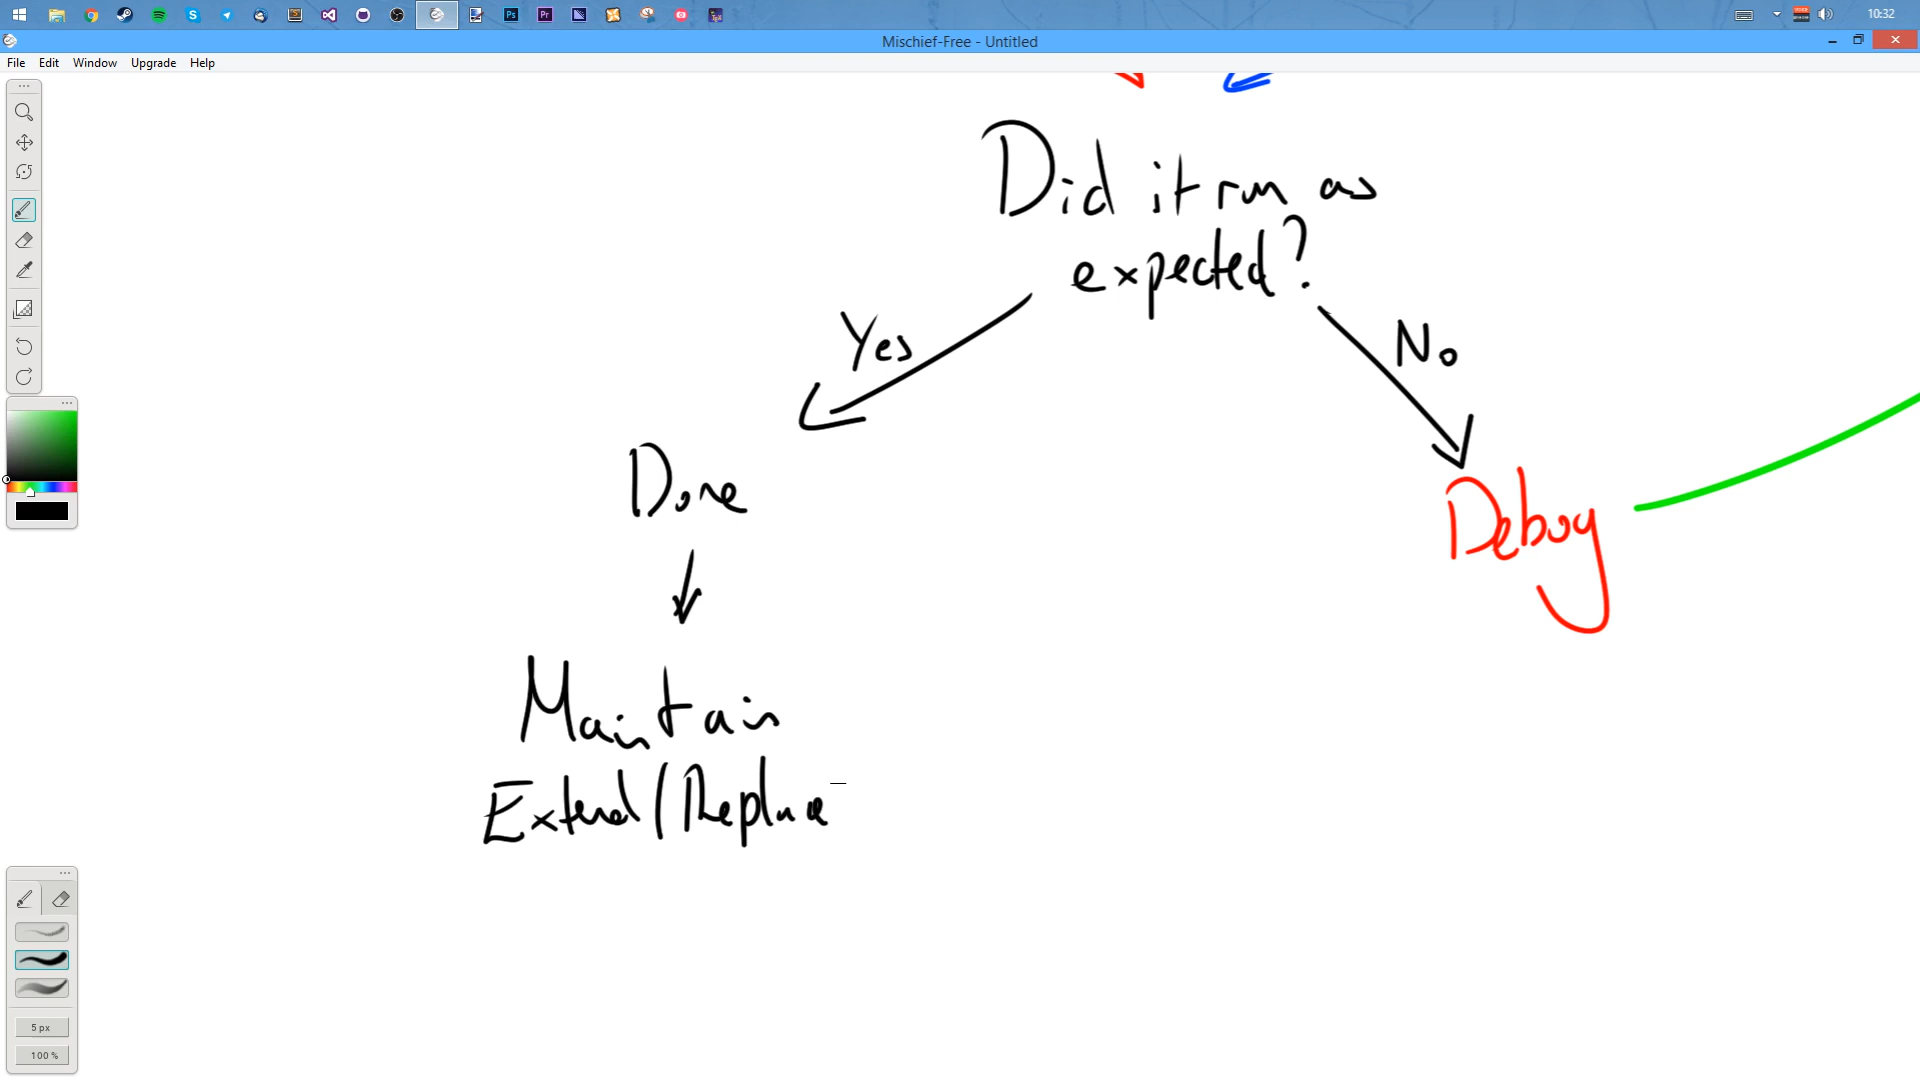 10:32
Mischief-Free - Untitled
File Edit Window Upgrade Help
Did it run as
expected?
Yes
No
Done
Debug
Maintain
Extend/Replace
5 px
100 %